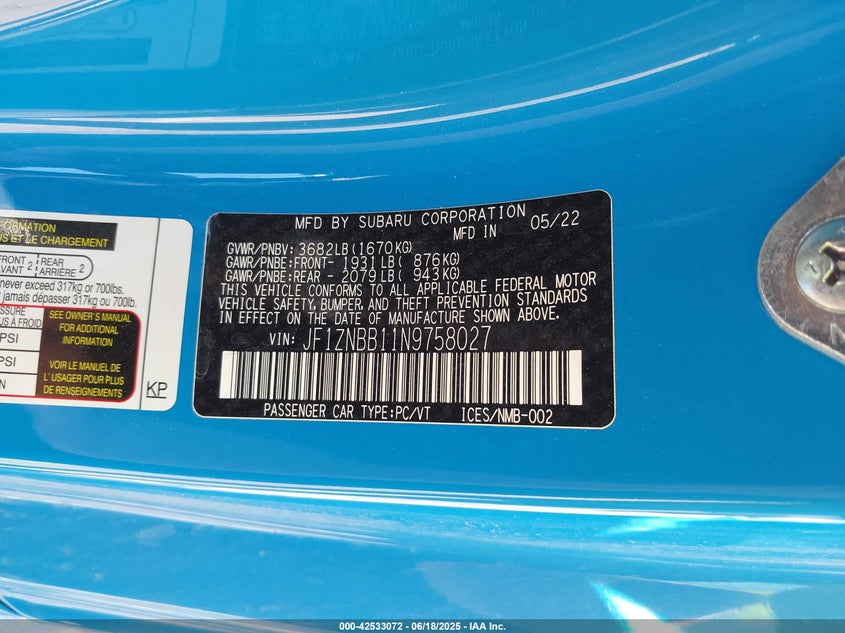 FORMATION
US ET LE CHARGEMENT
FRONT 2 REAR 2
AVANT ARRIÈRE
never exceed 317kg or 700lbs.
jamais dépasser 317kg ou 700lb.
SEE OWNER'S MANUAL
FOR ADDITIONAL
INFORMATION
VOIR LE MANUEL DE
L'USAGER POUR PLUS
DE RENSEIGNEMENTS
PSI
PSI
KP
MFD BY SUBARU CORPORATION
MFD IN 05/22
GVWR/PNBV: 3682LB(1670KG)
GAWR/PNBE:FRONT- 1931LB( 876KG)
GAWR/PNBE:REAR - 2079LB( 943KG)
THIS VEHICLE CONFORMS TO ALL APPLICABLE FEDERAL MOTOR
VEHICLE SAFETY, BUMPER, AND THEFT PREVENTION STANDARDS
IN EFFECT ON THE DATE OF MANUFACTURE SHOWN ABOVE.
VIN: JF1ZNBB11N9758027
PASSENGER CAR TYPE:PC/VT ICES/NMB-002
000-42533072 - 06/18/2025 - IAA Inc.